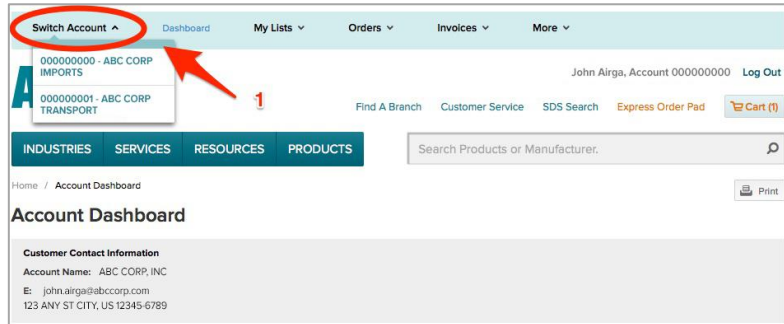 Switch Account Dashboard My Lists Orders Invoices More
000000000 - ABC CORP
IMPORTS
000000001 - ABC CORP
TRANSPORT
1
John Airga, Account 000000000 Log Out
A
Find A Branch Customer Service SDS Search Express Order Pad Cart (1)
INDUSTRIES SERVICES RESOURCES PRODUCTS Search Products or Manufacturer.
Home / Account Dashboard Print
Account Dashboard
Customer Contact Information
Account Name: ABC CORP, INC
E: john.airga@abccorp.com
123 ANY ST CITY, US 12345-6789